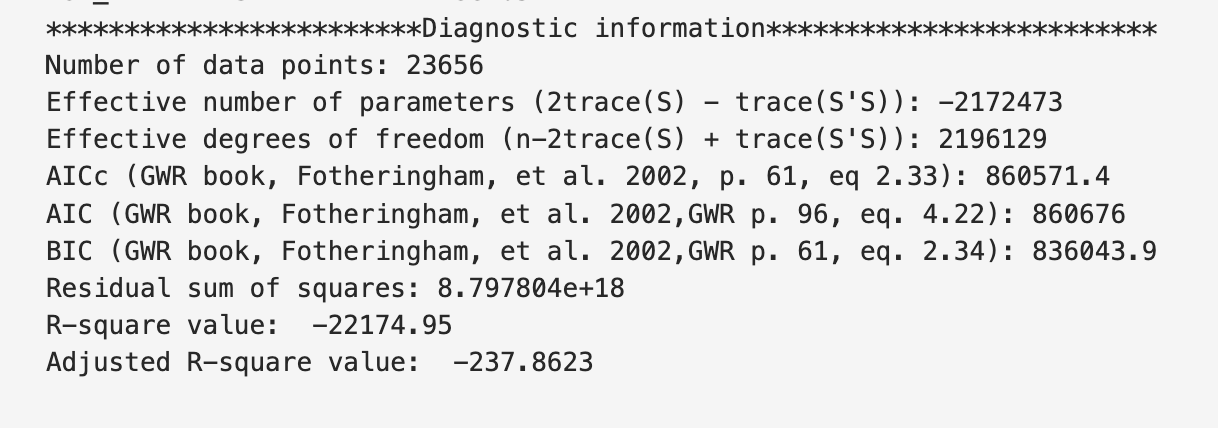 ************************Diagnostic information*************************
Number of data points: 23656
Effective number of parameters (2trace(S) - trace(S'S)): -2172473
Effective degrees of freedom (n-2trace(S) + trace(S'S)): 2196129
AICc (GWR book, Fotheringham, et al. 2002, p. 61, eq 2.33): 860571.4
AIC (GWR book, Fotheringham, et al. 2002,GWR p. 96, eq. 4.22): 860676
BIC (GWR book, Fotheringham, et al. 2002,GWR p. 61, eq. 2.34): 836043.9
Residual sum of squares: 8.797804e+18
R-square value:  -22174.95
Adjusted R-square value:  -237.8623